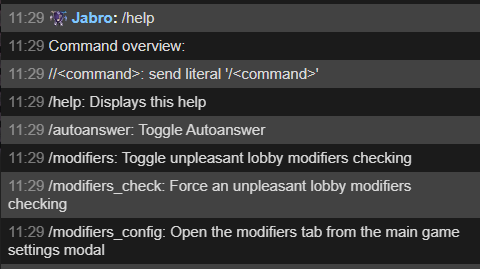 11:29 Jabro: /help
11:29 Command overview:
11:29 //<command>: send literal '/<command>'
11:29 /help: Displays this help
11:29 /autoanswer: Toggle Autoanswer
11:29 /modifiers: Toggle unpleasant lobby modifiers checking
11:29 /modifiers_check: Force an unpleasant lobby modifiers
checking
11:29 /modifiers_config: Open the modifiers tab from the main game
settings modal